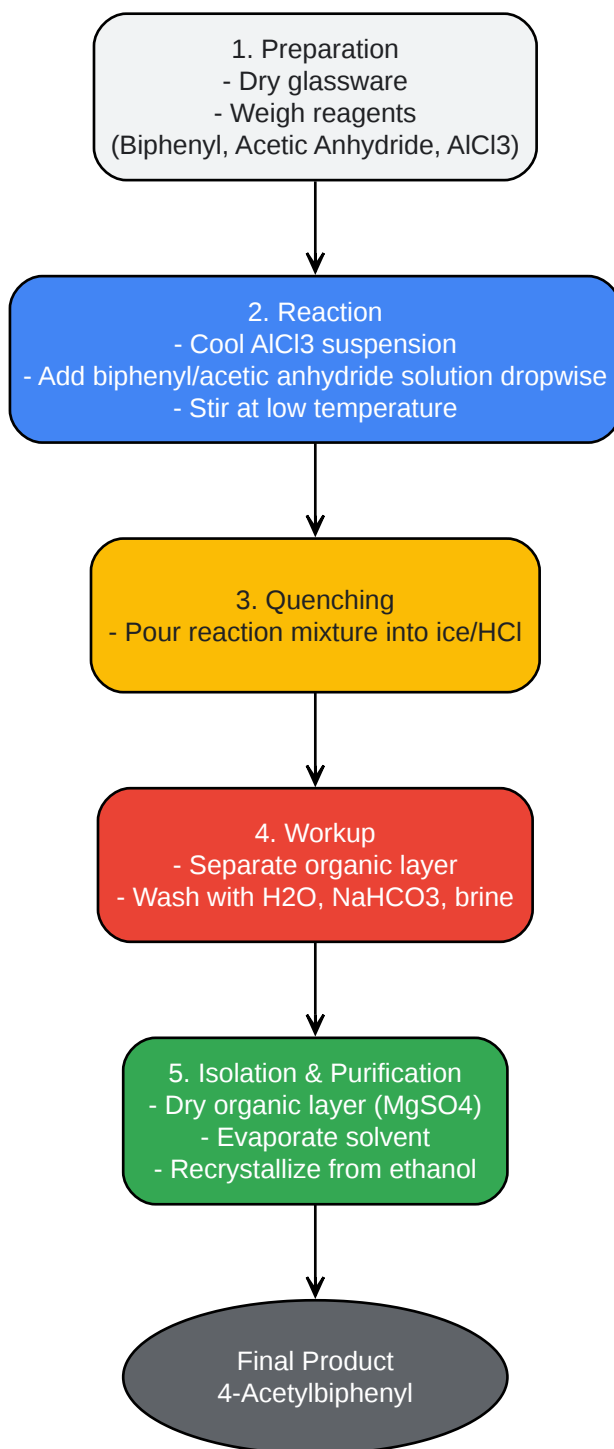 1. Preparation
- Dry glassware
- Weigh reagents
(Biphenyl, Acetic Anhydride, AlCl3)
2. Reaction
- Cool AlCl3 suspension
- Add biphenyl/acetic anhydride solution dropwise
- Stir at low temperature
3. Quenching
- Pour reaction mixture into ice/HCl
4. Workup
- Separate organic layer
- Wash with H2O, NaHCO3, brine
5. Isolation & Purification
- Dry organic layer (MgSO4)
- Evaporate solvent
- Recrystallize from ethanol
Final Product
4-Acetylbiphenyl